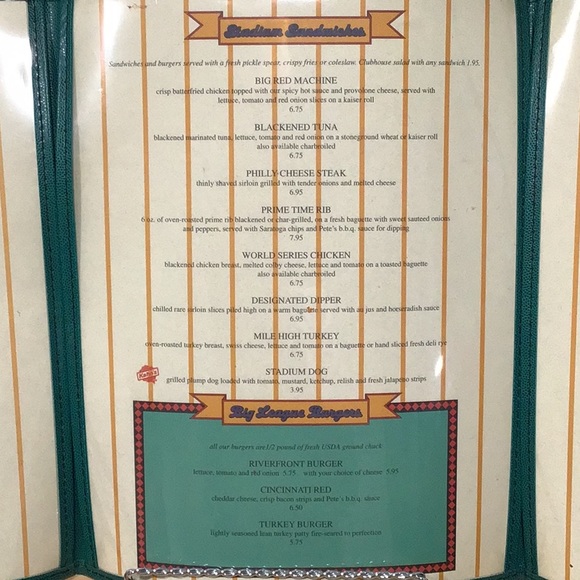 Stadium Sandwiches
Sandwiches and burgers served with a fresh pickle spear, crispy fries or coleslaw. Clubhouse salad with any sandwich 1.95.
BIG RED MACHINE
crisp batterfried chicken topped with our spicy hot sauce and provolone cheese, served with
lettuce, tomato and red onion slices on a kaiser roll
6.75
BLACKENED TUNA
blackened marinated tuna, lettuce, tomato and red onion on a stoneground wheat or kaiser roll
also available charbroiled
6.75
PHILLY CHEESE STEAK
thinly shaved sirloin grilled with tender onions and melted cheese
6.95
PRIME TIME RIB
6 oz. of oven-roasted prime rib blackened or char-grilled, on a fresh baguette with sweet sauteed onions
and peppers, served with Saratoga chips and Pete's b.b.q. sauce for dipping
7.95
WORLD SERIES CHICKEN
blackened chicken breast, melted colby cheese, lettuce and tomato on a toasted baguette
also available charbroiled
6.75
DESIGNATED DIPPER
chilled rare sirloin slices piled high on a warm baguette served with au jus and horseradish sauce
6.95
MILE HIGH TURKEY
oven-roasted turkey breast, swiss cheese, lettuce and tomato on a baguette or hand sliced fresh deli rye
6.75
STADIUM DOG
grilled plump dog loaded with tomato, mustard, ketchup, relish and fresh jalapeno strips
3.95
Big League Burgers
all our burgers are 1/2 pound of fresh USDA ground chuck
RIVERFRONT BURGER
lettuce, tomato and red onion 5.75 with your choice of cheese 5.95
CINCINNATI RED
cheddar cheese, crisp bacon strips and Pete's b.b.q. sauce
6.50
TURKEY BURGER
lightly seasoned lean turkey patty fire-seared to perfection
5.75